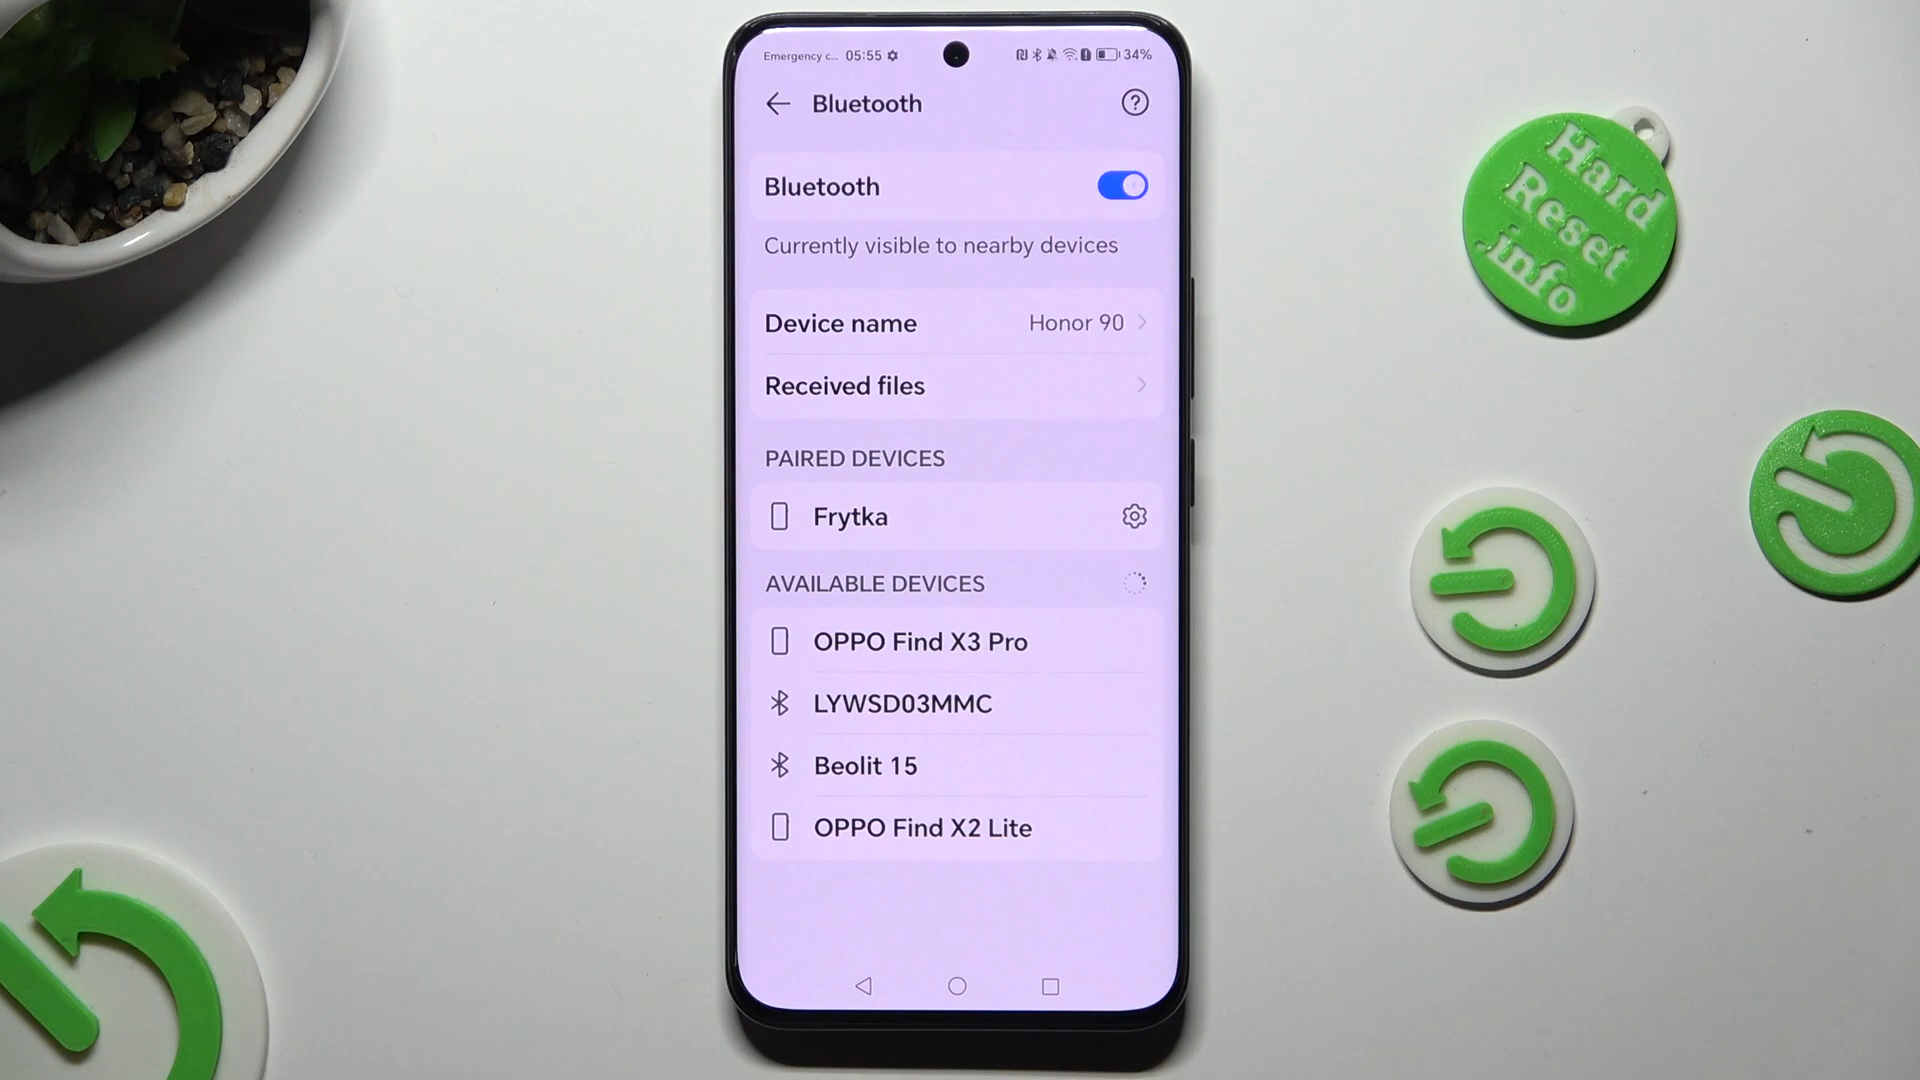 Emergency c... 05:55 34%
Bluetooth
Bluetooth
Currently visible to nearby devices
Device name Honor 90
Received files
PAIRED DEVICES
Frytka
AVAILABLE DEVICES
OPPO Find X3 Pro
LYWSD03MMC
Beolit 15
OPPO Find X2 Lite
Hard
Reset
.info